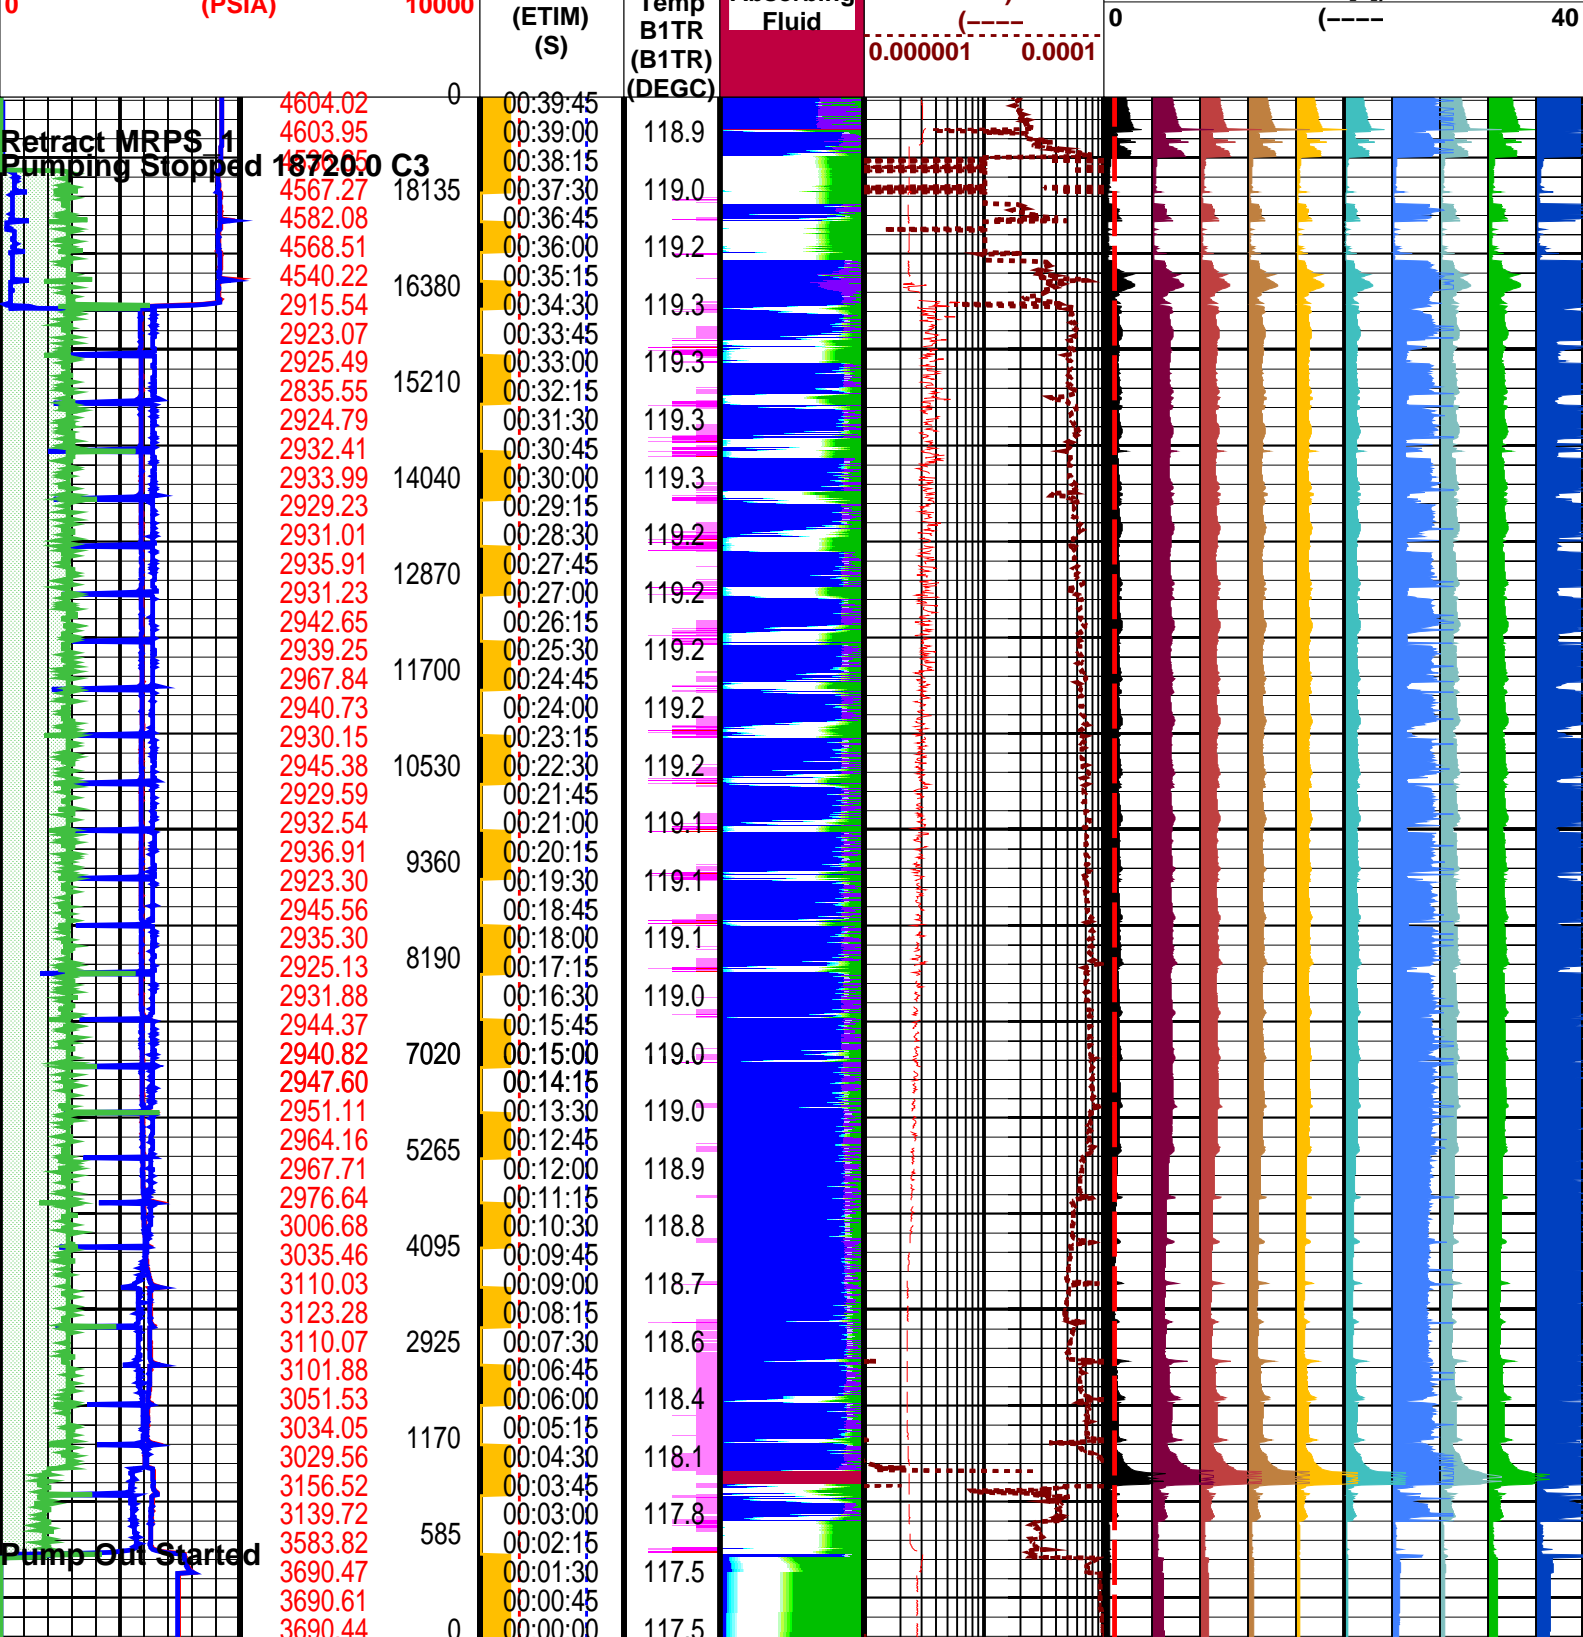 0 (PSIA) 10000
(ETIM)
(S)
Temp
B1TR
(B1TR)
(DEGC)
Absorbing
Fluid
(----
0.000001 0.0001
(----
0 40
0
4604.02 00:39:45
4603.95 00:39:00 118.9
Retract MRPS_1
00:38:15
Pumping Stopped 18720.0 C3
4567.27 18135 00:37:30 119.0
4582.08 00:36:45
4568.51 00:36:00 119.2
4540.22 16380 00:35:15
2915.54 00:34:30 119.3
2923.07 00:33:45
2925.49 00:33:00 119.3
2835.55 15210 00:32:15
2924.79 00:31:30 119.3
2932.41 00:30:45
2933.99 14040 00:30:00 119.3
2929.23 00:29:15
2931.01 00:28:30 119.2
2935.91 12870 00:27:45
2931.23 00:27:00 119.2
2942.65 00:26:15
2939.25 11700 00:25:30 119.2
2967.84 00:24:45
2940.73 00:24:00 119.2
2930.15 00:23:15
2945.38 10530 00:22:30 119.2
2929.59 00:21:45
2932.54 00:21:00 119.1
2936.91 9360 00:20:15
2923.30 00:19:30 119.1
2945.56 00:18:45
2935.30 8190 00:18:00 119.1
2925.13 00:17:15
2931.88 00:16:30 119.0
2944.37 00:15:45
2940.82 7020 00:15:00 119.0
2947.60 00:14:15
2951.11 00:13:30 119.0
2964.16 5265 00:12:45
2967.71 00:12:00 118.9
2976.64 00:11:15
3006.68 4095 00:10:30 118.8
3035.46 00:09:45
3110.03 00:09:00 118.7
3123.28 00:08:15
3110.07 2925 00:07:30 118.6
3101.88 00:06:45
3051.53 00:06:00 118.4
3034.05 1170 00:05:15
3029.56 00:04:30 118.1
3156.52 00:03:45
3139.72 585 00:03:00 117.8
3583.82 00:02:15
Pump Out Started
3690.47 00:01:30 117.5
3690.61 00:00:45
3690.44 0 00:00:00 117.5